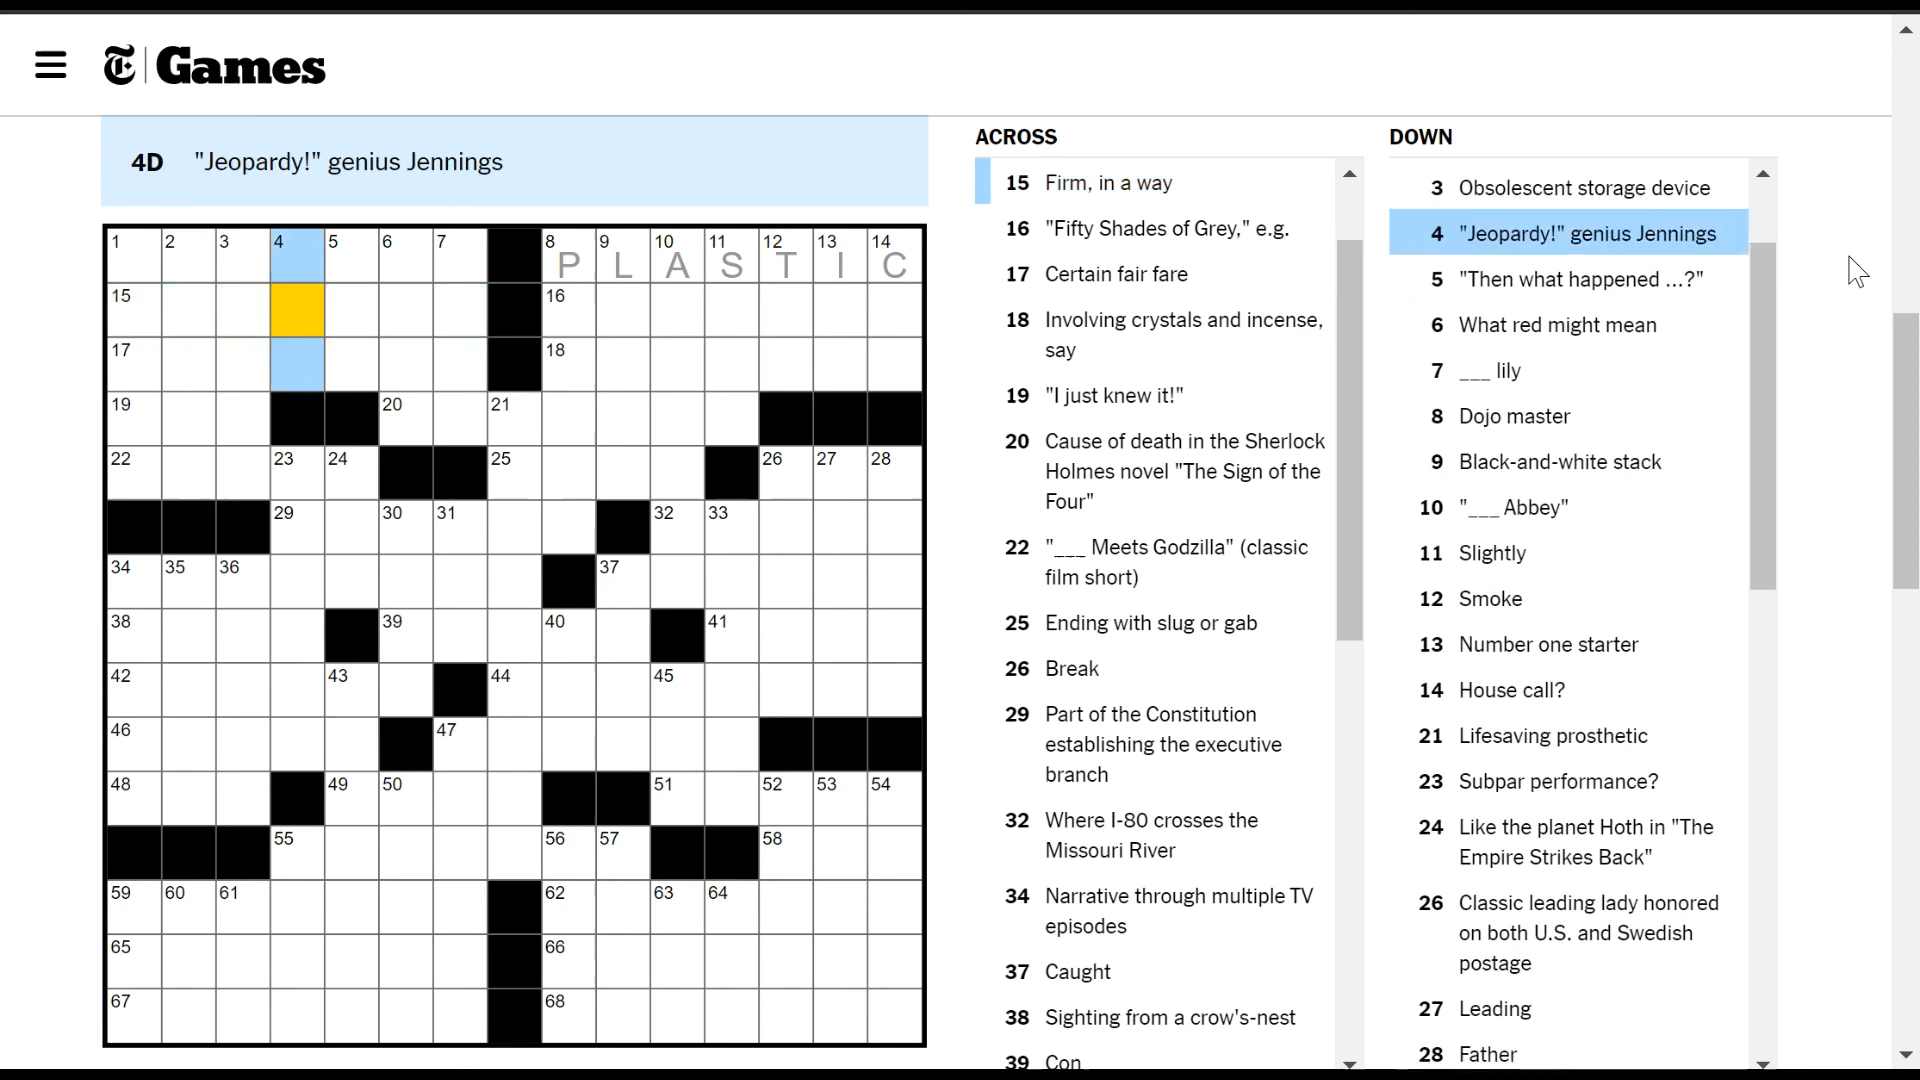 Games
4D "Jeopardy!" genius Jennings
1 2 3 4 5 6 7 8 9 10 11 12 13 14
P L A S T I C
15 16
17 18
19 20 21
22 23 24 25 26 27 28
29 30 31 32 33
34 35 36 37
38 39 40 41
42 43 44 45
46 47
48 49 50 51 52 53 54
55 56 57 58
59 60 61 62 63 64
65 66
67 68
ACROSS
15 Firm, in a way
16 "Fifty Shades of Grey," e.g.
17 Certain fair fare
18 Involving crystals and incense,
say
19 "I just knew it!"
20 Cause of death in the Sherlock
Holmes novel "The Sign of the
Four"
22 "___ Meets Godzilla" (classic
film short)
25 Ending with slug or gab
26 Break
29 Part of the Constitution
establishing the executive
branch
32 Where I-80 crosses the
Missouri River
34 Narrative through multiple TV
episodes
37 Caught
38 Sighting from a crow's-nest
39 Con
DOWN
3 Obsolescent storage device
4 "Jeopardy!" genius Jennings
5 "Then what happened ...?"
6 What red might mean
7 ___ lily
8 Dojo master
9 Black-and-white stack
10 "___ Abbey"
11 Slightly
12 Smoke
13 Number one starter
14 House call?
21 Lifesaving prosthetic
23 Subpar performance?
24 Like the planet Hoth in "The
Empire Strikes Back"
26 Classic leading lady honored
on both U.S. and Swedish
postage
27 Leading
28 Father